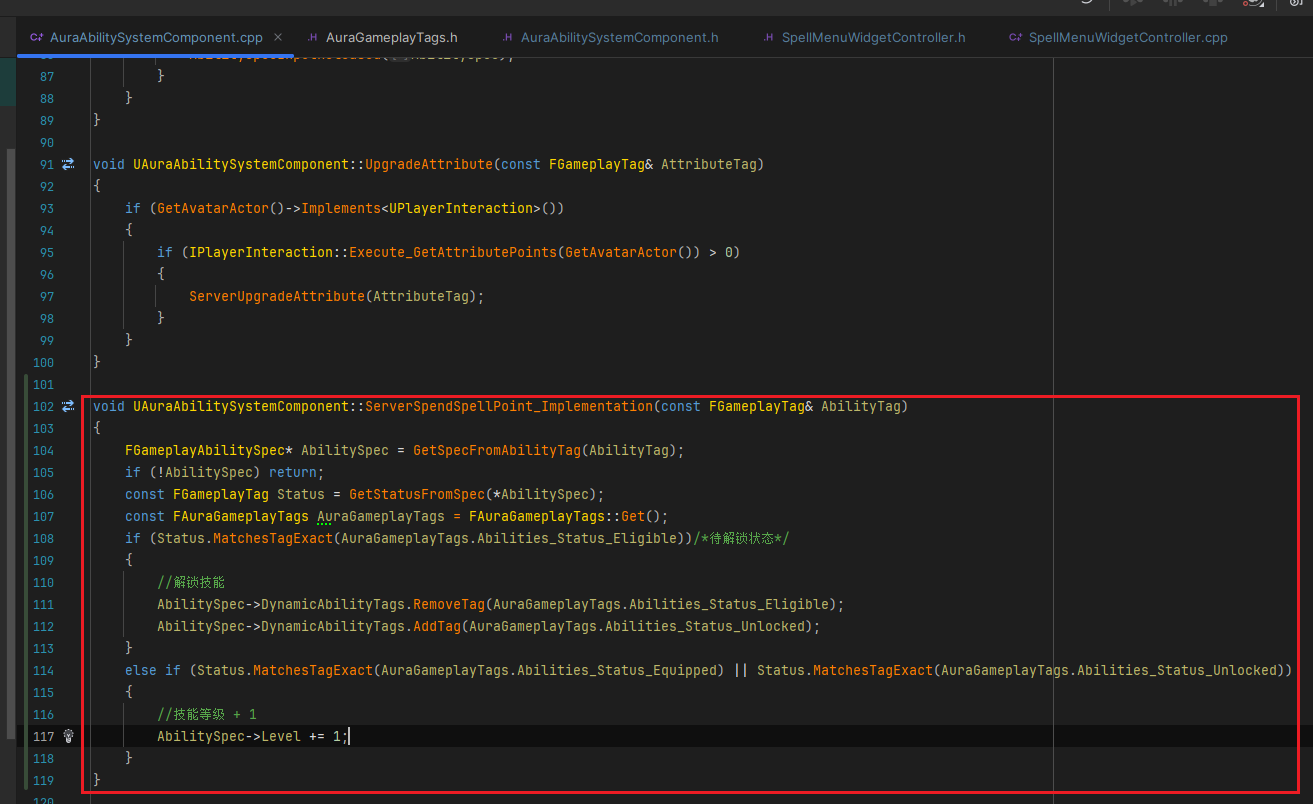 AuraAbilitySystemComponent.cpp
AuraGameplayTags.h
AuraAbilitySystemComponent.h
SpellMenuWidgetController.h
SpellMenuWidgetController.cpp
87 }
88 }
89 }
90
91 void UAuraAbilitySystemComponent::UpgradeAttribute(const FGameplayTag& AttributeTag)
92 {
93 if (GetAvatarActor()->Implements<UPlayerInteraction>())
94 {
95 if (IPlayerInteraction::Execute_GetAttributePoints(GetAvatarActor()) > 0)
96 {
97 ServerUpgradeAttribute(AttributeTag);
98 }
99 }
100 }
101
102 void UAuraAbilitySystemComponent::ServerSpendSpellPoint_Implementation(const FGameplayTag& AbilityTag)
103 {
104 FGameplayAbilitySpec* AbilitySpec = GetSpecFromAbilityTag(AbilityTag);
105 if (!AbilitySpec) return;
106 const FGameplayTag Status = GetStatusFromSpec(*AbilitySpec);
107 const FAuraGameplayTags AuraGameplayTags = FAuraGameplayTags::Get();
108 if (Status.MatchesTagExact(AuraGameplayTags.Abilities_Status_Eligible))/*待解锁状态*/
109 {
110 //解锁技能
111 AbilitySpec->DynamicAbilityTags.RemoveTag(AuraGameplayTags.Abilities_Status_Eligible);
112 AbilitySpec->DynamicAbilityTags.AddTag(AuraGameplayTags.Abilities_Status_Unlocked);
113 }
114 else if (Status.MatchesTagExact(AuraGameplayTags.Abilities_Status_Equipped) || Status.MatchesTagExact(AuraGameplayTags.Abilities_Status_Unlocked))
115 {
116 //技能等级 + 1
117 AbilitySpec->Level += 1;
118 }
119 }
120